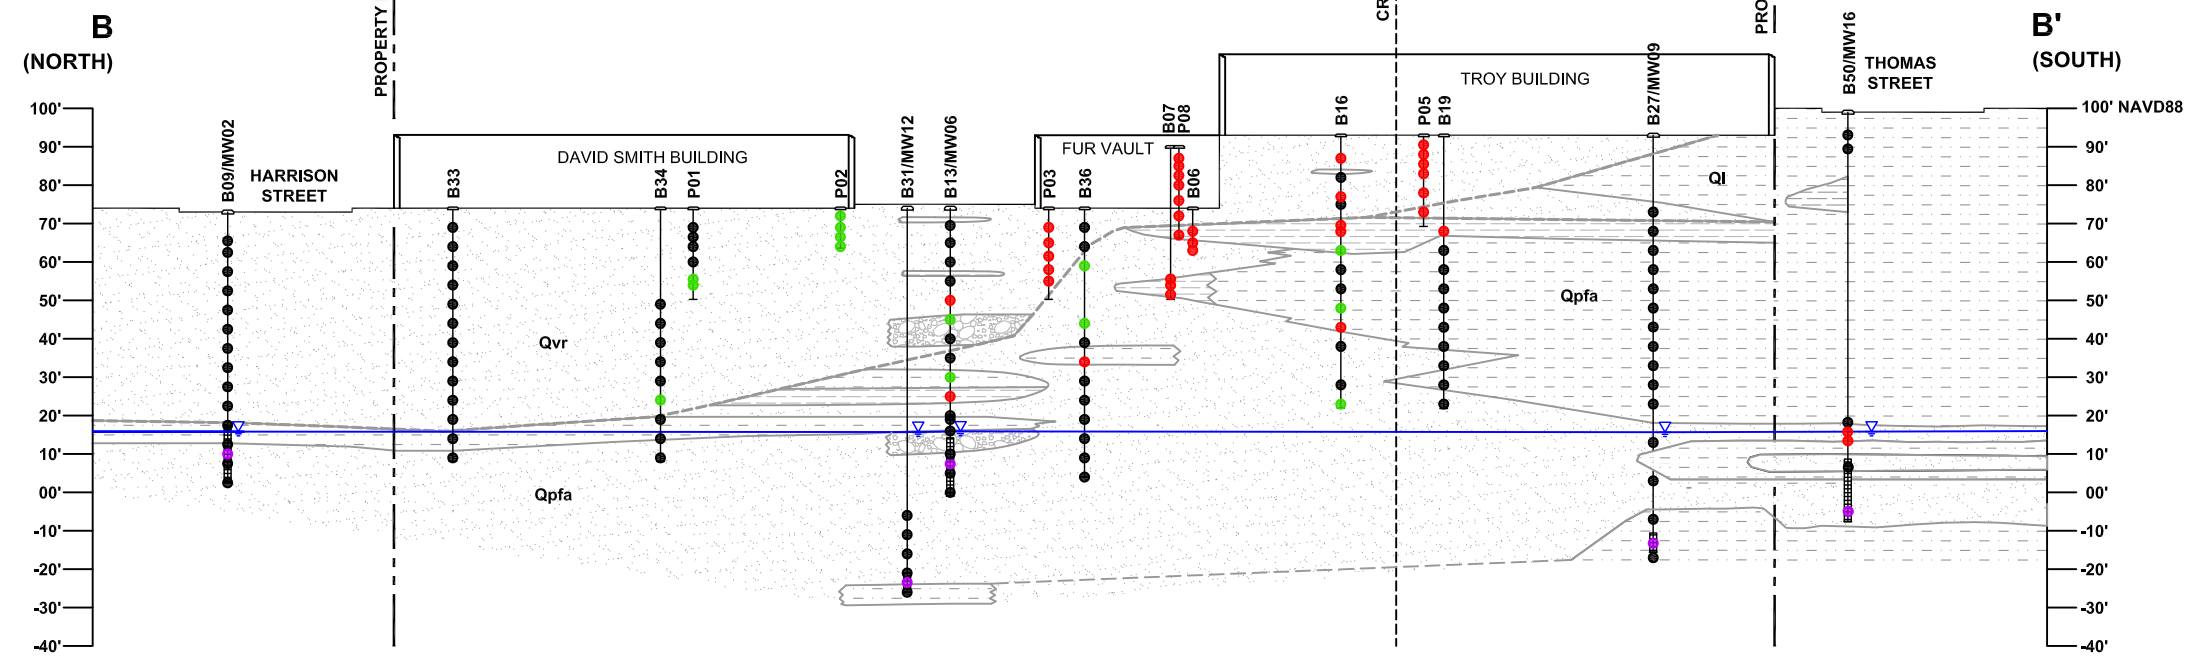 B
(NORTH)
PROPERTY
CR
PRO
B'
(SOUTH)
HARRISON
STREET
DAVID SMITH BUILDING
FUR VAULT
TROY BUILDING
THOMAS
STREET
B09/MW02
B33
B34
P01
P02
B31/MW12
B13/MW06
P03
B36
B07
P08
B06
B16
P05
B19
B27/MW09
B50/MW16
100'
90'
80'
70'
60'
50'
40'
30'
20'
10'
00'
-10'
-20'
-30'
-40'
100' NAVD88
90'
80'
70'
60'
50'
40'
30'
20'
10'
00'
-10'
-20'
-30'
-40'
Qvr
Qpfa
Qpfa
Ql